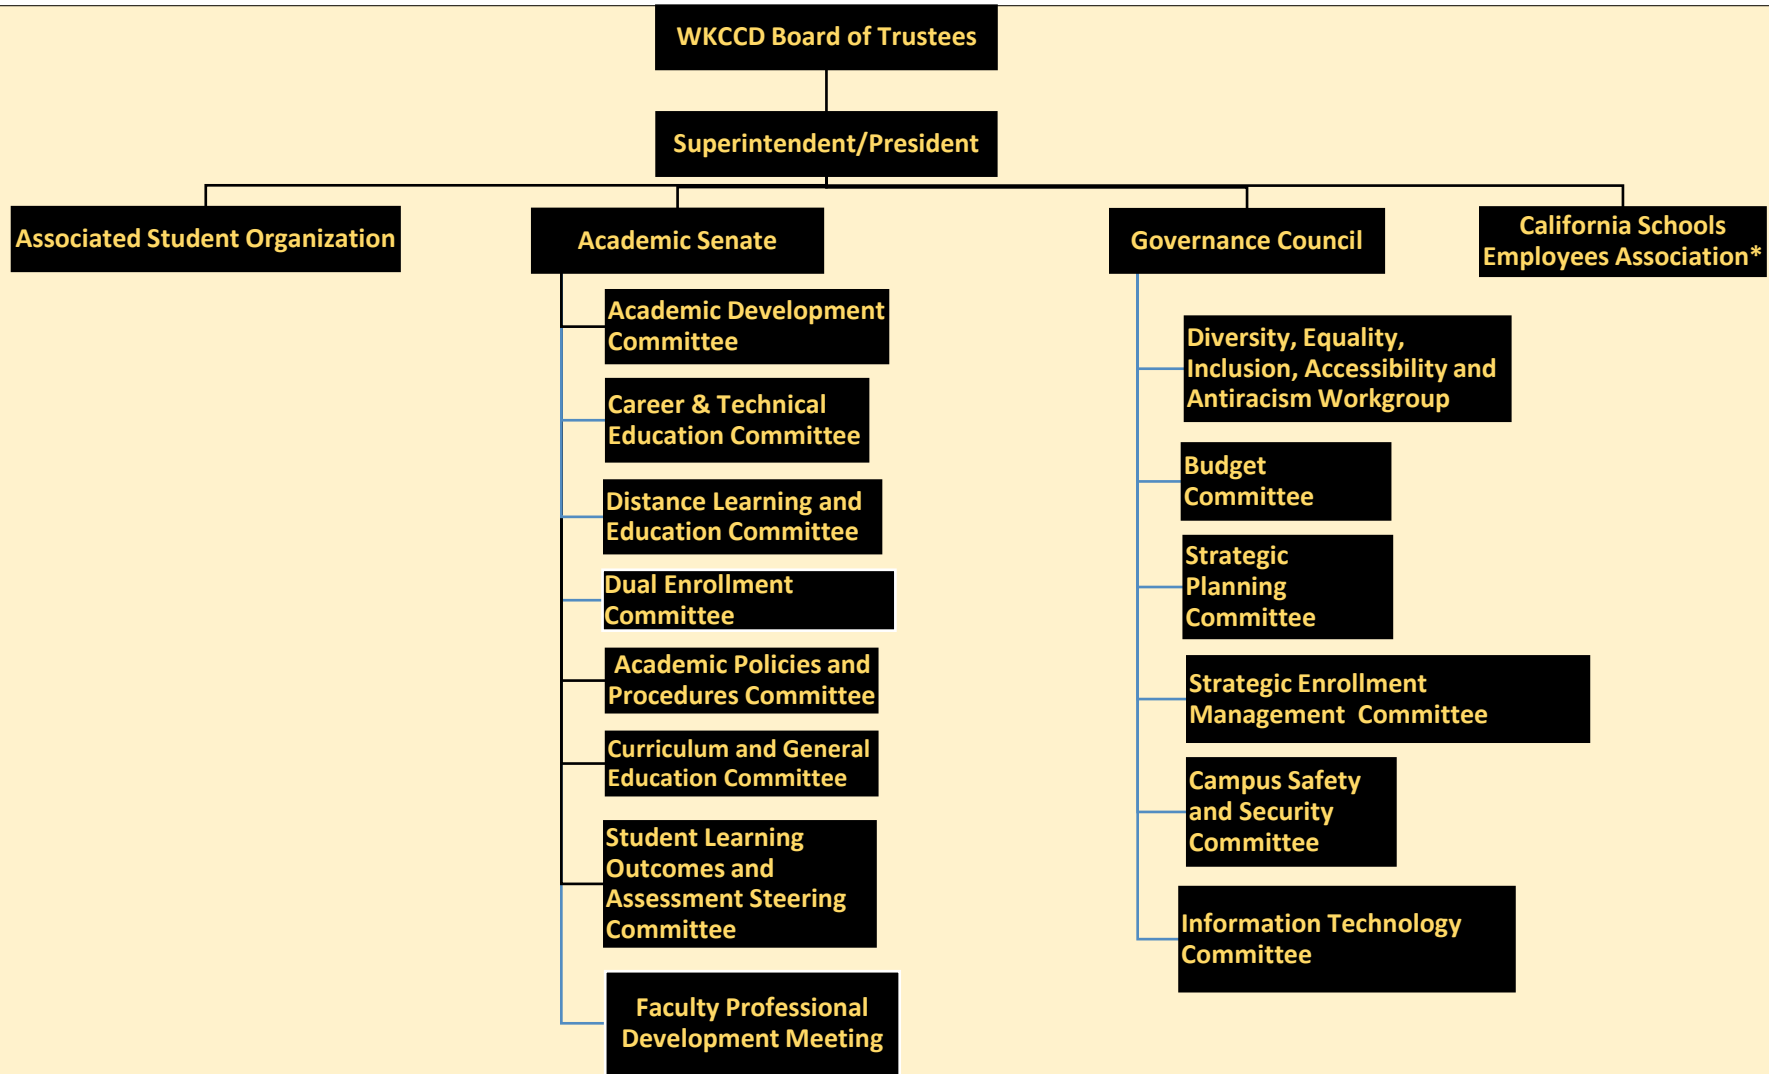 WKCCD Board of Trustees
Superintendent/President
Associated Student Organization
Academic Senate
Governance Council
California Schools
Employees Association*
Academic Development
Committee
Career & Technical
Education Committee
Distance Learning and
Education Committee
Dual Enrollment
Committee
Academic Policies and
Procedures Committee
Curriculum and General
Education Committee
Student Learning
Outcomes and
Assessment Steering
Committee
Faculty Professional
Development Meeting
Diversity, Equality,
Inclusion, Accessibility and
Antiracism Workgroup
Budget
Committee
Strategic
Planning
Committee
Strategic Enrollment
Management Committee
Campus Safety
and Security
Committee
Information Technology
Committee